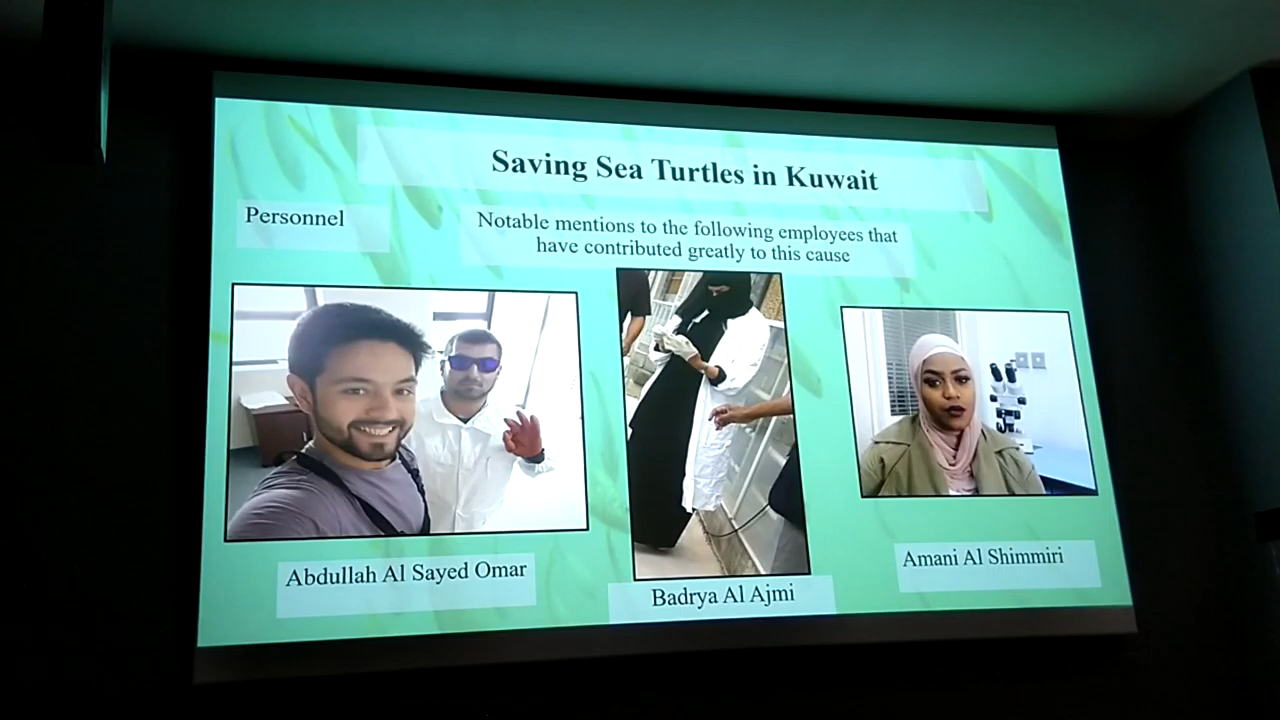 Saving Sea Turtles in Kuwait
Personnel
Notable mentions to the following employees that
have contributed greatly to this cause
Abdullah Al Sayed Omar
Badrya Al Ajmi
Amani Al Shimmiri